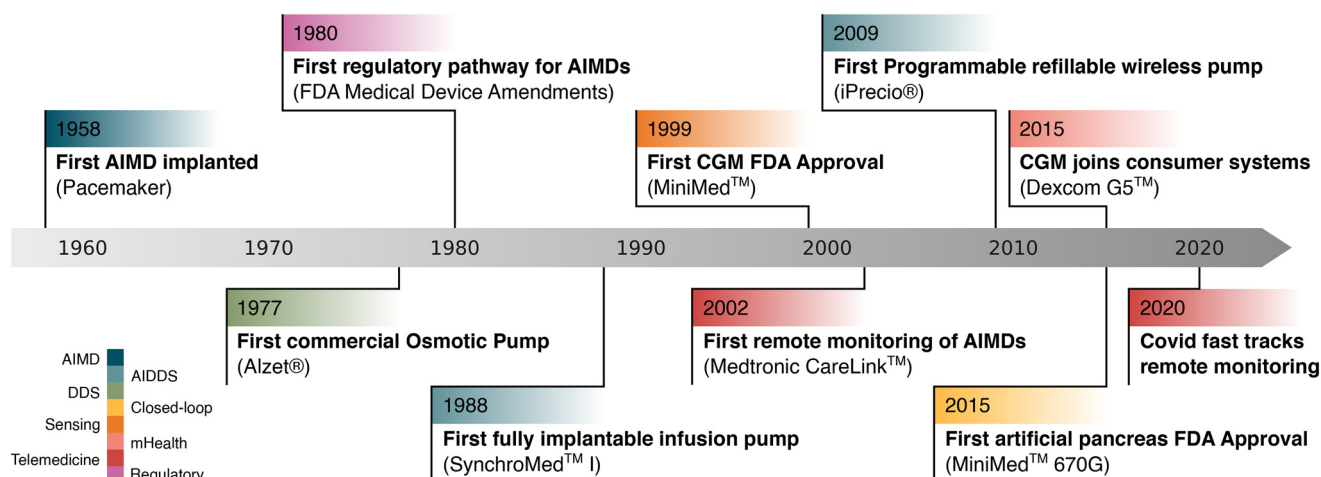 1980
First regulatory pathway for AIMDs
(FDA Medical Device Amendments)
2009
First Programmable refillable wireless pump
(iPrecio®)
1958
First AIMD implanted
(Pacemaker)
1999
First CGM FDA Approval
(MiniMed™)
2015
CGM joins consumer systems
(Dexcom G5™)
1960 1970 1980 1990 2000 2010 2020
1977
First commercial Osmotic Pump
(Alzet®)
2002
First remote monitoring of AIMDs
(Medtronic CareLink™)
2020
Covid fast tracks
remote monitoring
1988
First fully implantable infusion pump
(SynchroMed™ I)
2015
First artificial pancreas FDA Approval
(MiniMed™ 670G)
AIMD
AIDDS
DDS
Closed-loop
Sensing
mHealth
Telemedicine
Regulatory